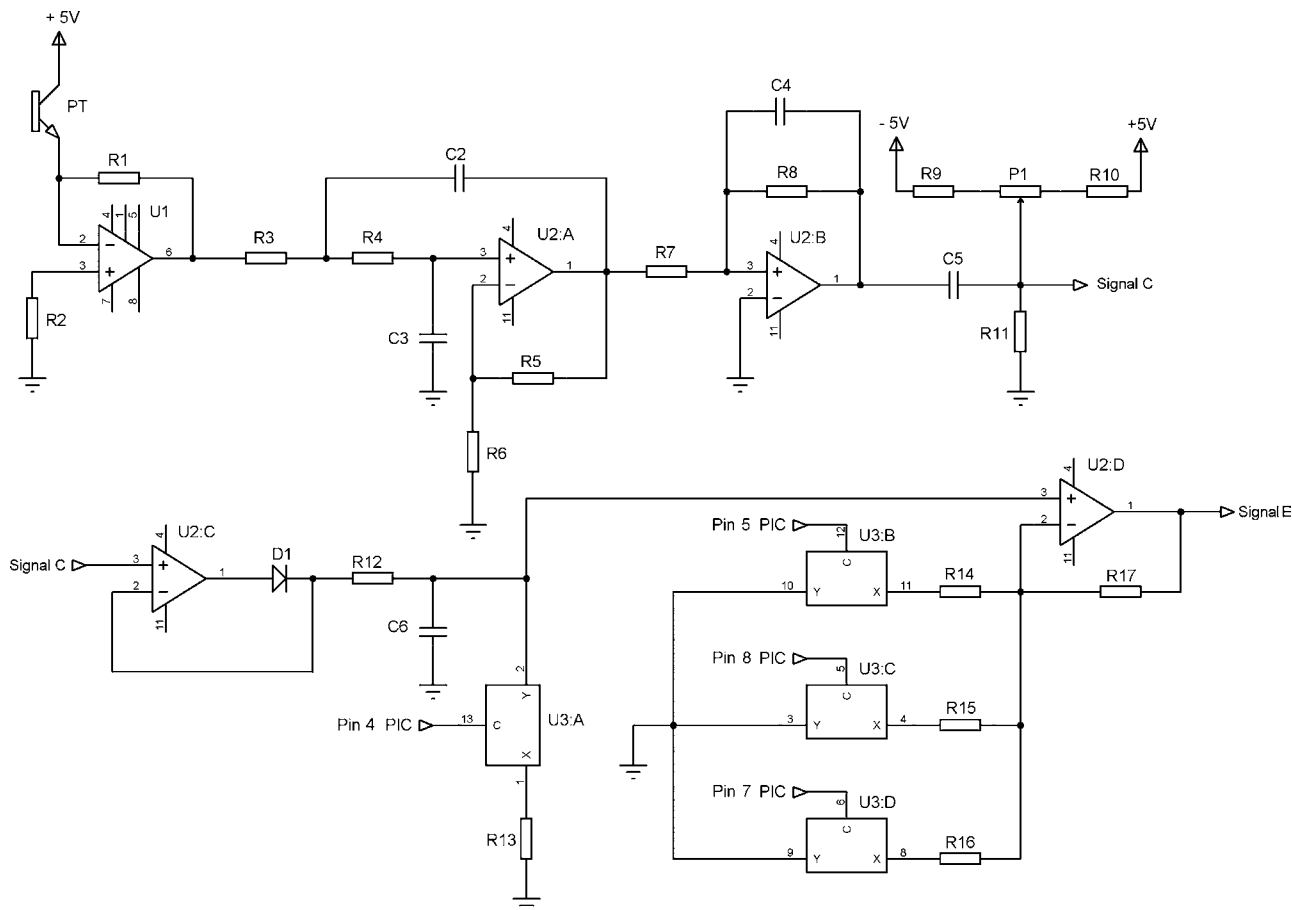 + 5V
PT
R1
U1
4
1
5
2
6
3
7
8
R2
R3
R4
C2
C3
U2:A
4
3
1
2
11
R5
R6
R7
C4
R8
U2:B
4
3
1
2
11
C5
- 5V
+5V
R9
P1
R10
Signal C
R11
Signal C
U2:C
4
3
1
2
11
D1
R12
C6
2
Y
Pin 4 PIC
13
C
U3:A
X
1
R13
U2:D
4
3
1
2
11
Signal E
Pin 5 PIC
12
U3:B
C
10
Y
X
11
R14
R17
Pin 8 PIC
5
U3:C
C
3
Y
X
4
R15
Pin 7 PIC
6
U3:D
C
9
Y
X
8
R16